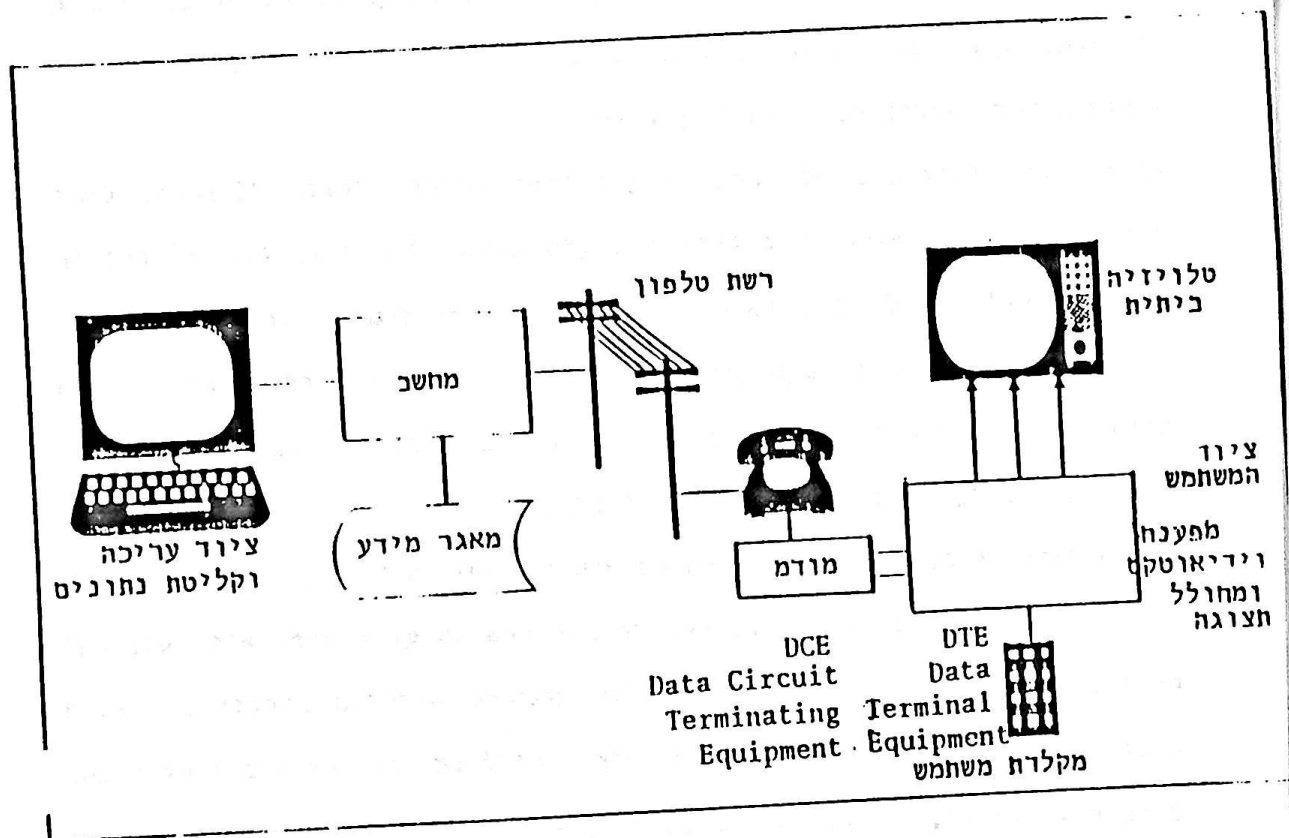 רשת טלפון
טלויזיה
ביתית
מחשב
ציוד
המשתמש
מאגר מידע
מודמ
מפענח
וידיאוטקס
ומחולל
תצוגה
ציוד עריכה
וקליטת נתונים
DCE
Data Circuit
Terminating
Equipment
DTE
Data
Terminal
Equipment
מקלדת משתמש